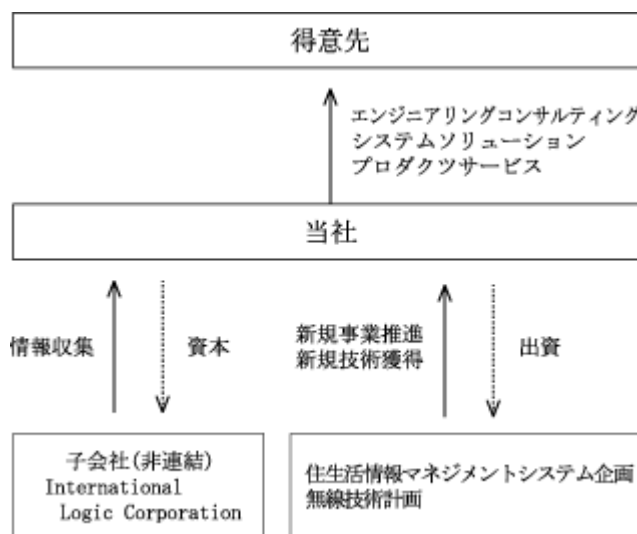 得意先
エンジニアリングコンサルティング
システムソリューション
プロダクツサービス
当社
情報収集
資本
新規事業推進
新規技術獲得
出資
子会社(非連結)
International
Logic Corporation
住生活情報マネジメントシステム企画
無線技術計画